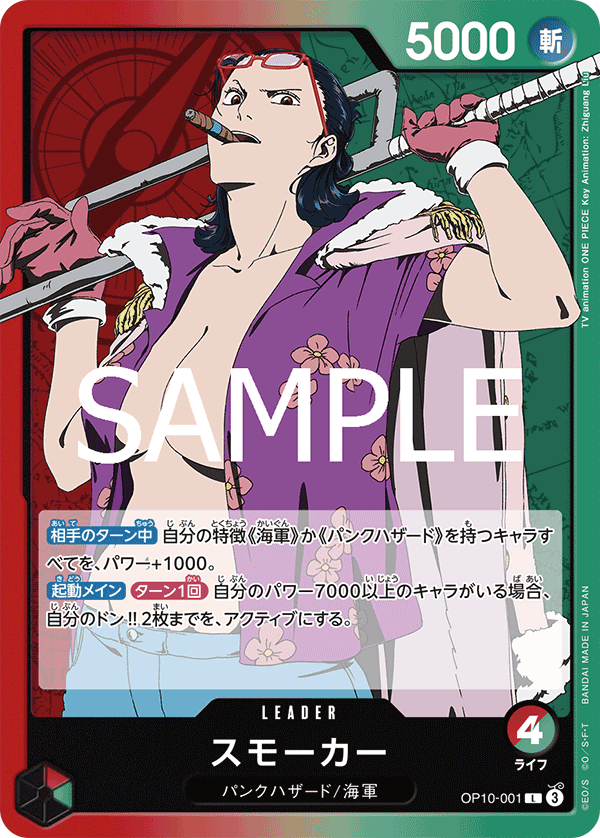 5000 斬
TV animation ONE PIECE Key Animation: Zhiguang
SAMPLE
相手のターン中 自分の特徴《海軍》か《パンクハザード》を持つキャラす
べてを、パワー+1000。
起動メイン ターン1回 自分のパワー7000以上のキャラがいる場合、
自分のドン!!2枚までを、アクティブにする。
LEADER
スモーカー
パンクハザード/海軍
4
ライフ
OP10-001 L 3
©E/O/S ©O/S・F・T BANDAI MADE IN JAPAN